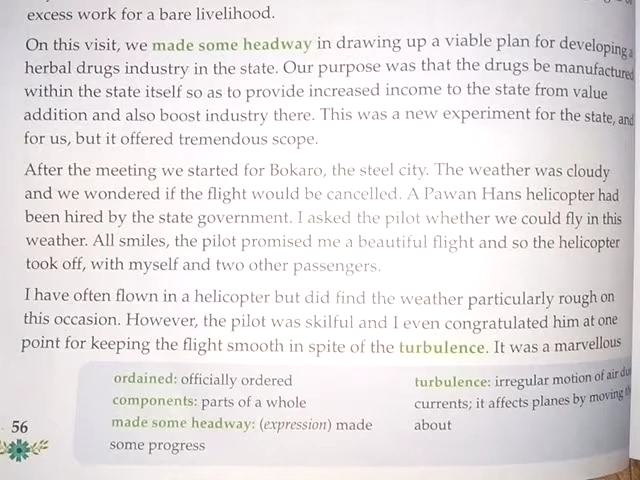 excess work for a bare livelihood.
On this visit, we made some headway in drawing up a viable plan for developing a
herbal drugs industry in the state. Our purpose was that the drugs be manufactured
within the state itself so as to provide increased income to the state from value
addition and also boost industry there. This was a new experiment for the state, and
for us, but it offered tremendous scope.
After the meeting we started for Bokaro, the steel city. The weather was cloudy
and we wondered if the flight would be cancelled. A Pawan Hans helicopter had
been hired by the state government. I asked the pilot whether we could fly in this
weather. All smiles, the pilot promised me a beautiful flight and so the helicopter
took off, with myself and two other passengers.
I have often flown in a helicopter but did find the weather particularly rough on
this occasion. However, the pilot was skilful and I even congratulated him at one
point for keeping the flight smooth in spite of the turbulence. It was a marvellous
ordained: officially ordered
components: parts of a whole
made some headway: (expression) made
some progress
turbulence: irregular motion of air
currents; it affects planes by moving
about
56